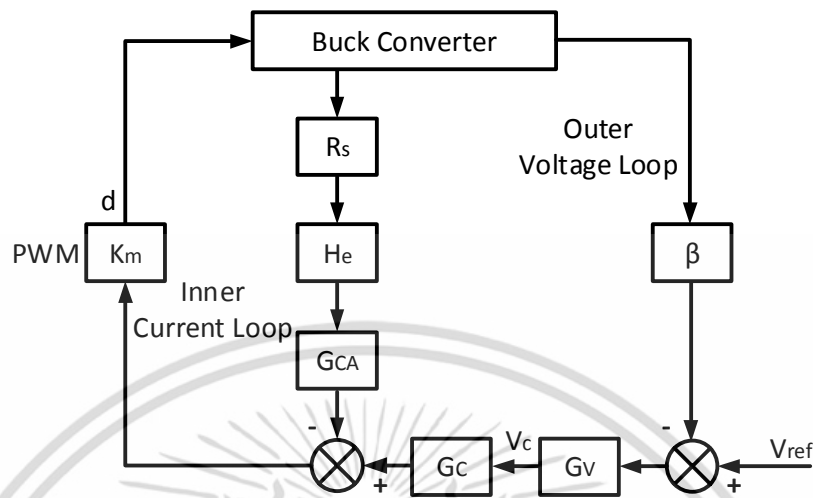 Buck Converter
Rs
Outer
Voltage Loop
d
PWM
Km
He
β
Inner
Current Loop
GCA
-
-
Vc
Vref
GC
GV
+
+